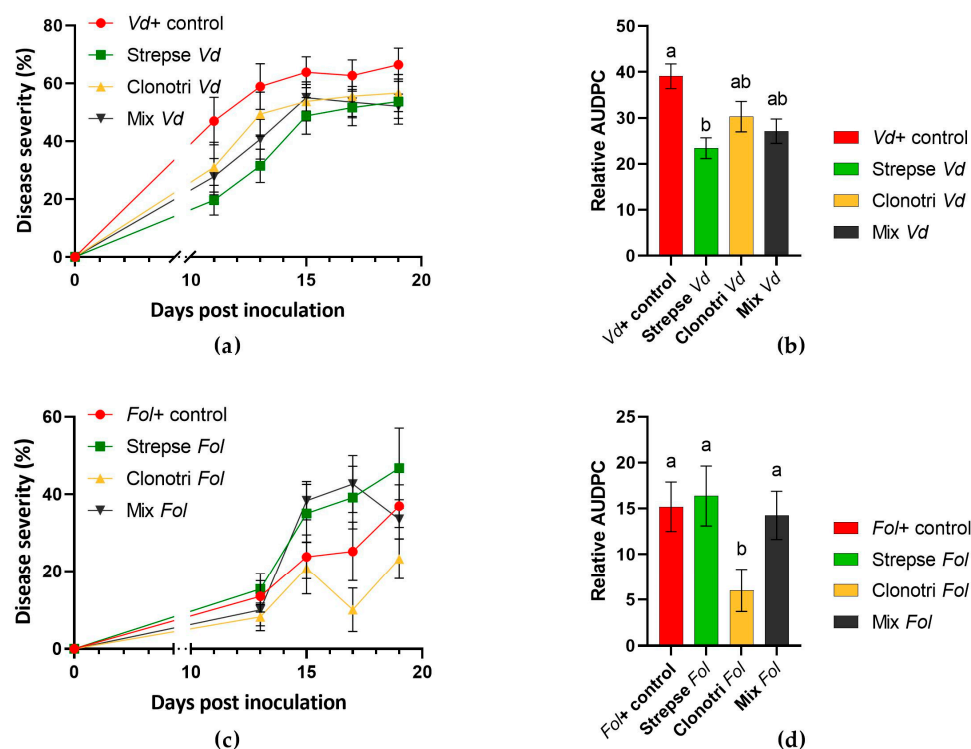 80
60
40
20
0
Disease severity (%)
Vd+ control
Strepse Vd
Clonotri Vd
Mix Vd
0 10 15 20
Days post inoculation
(a)
50
40
30
20
10
0
Relative AUDPC
a
b
ab
ab
Vd+ control
Strepse Vd
Clonotri Vd
Mix Vd
Vd+ control
Strepse Vd
Clonotri Vd
Mix Vd
(b)
60
40
20
0
Disease severity (%)
Fol+ control
Strepse Fol
Clonotri Fol
Mix Fol
0 10 15 20
Days post inoculation
(c)
25
20
15
10
5
0
Relative AUDPC
a
a
b
a
Fol+ control
Strepse Fol
Clonotri Fol
Mix Fol
Fol+ control
Strepse Fol
Clonotri Fol
Mix Fol
(d)